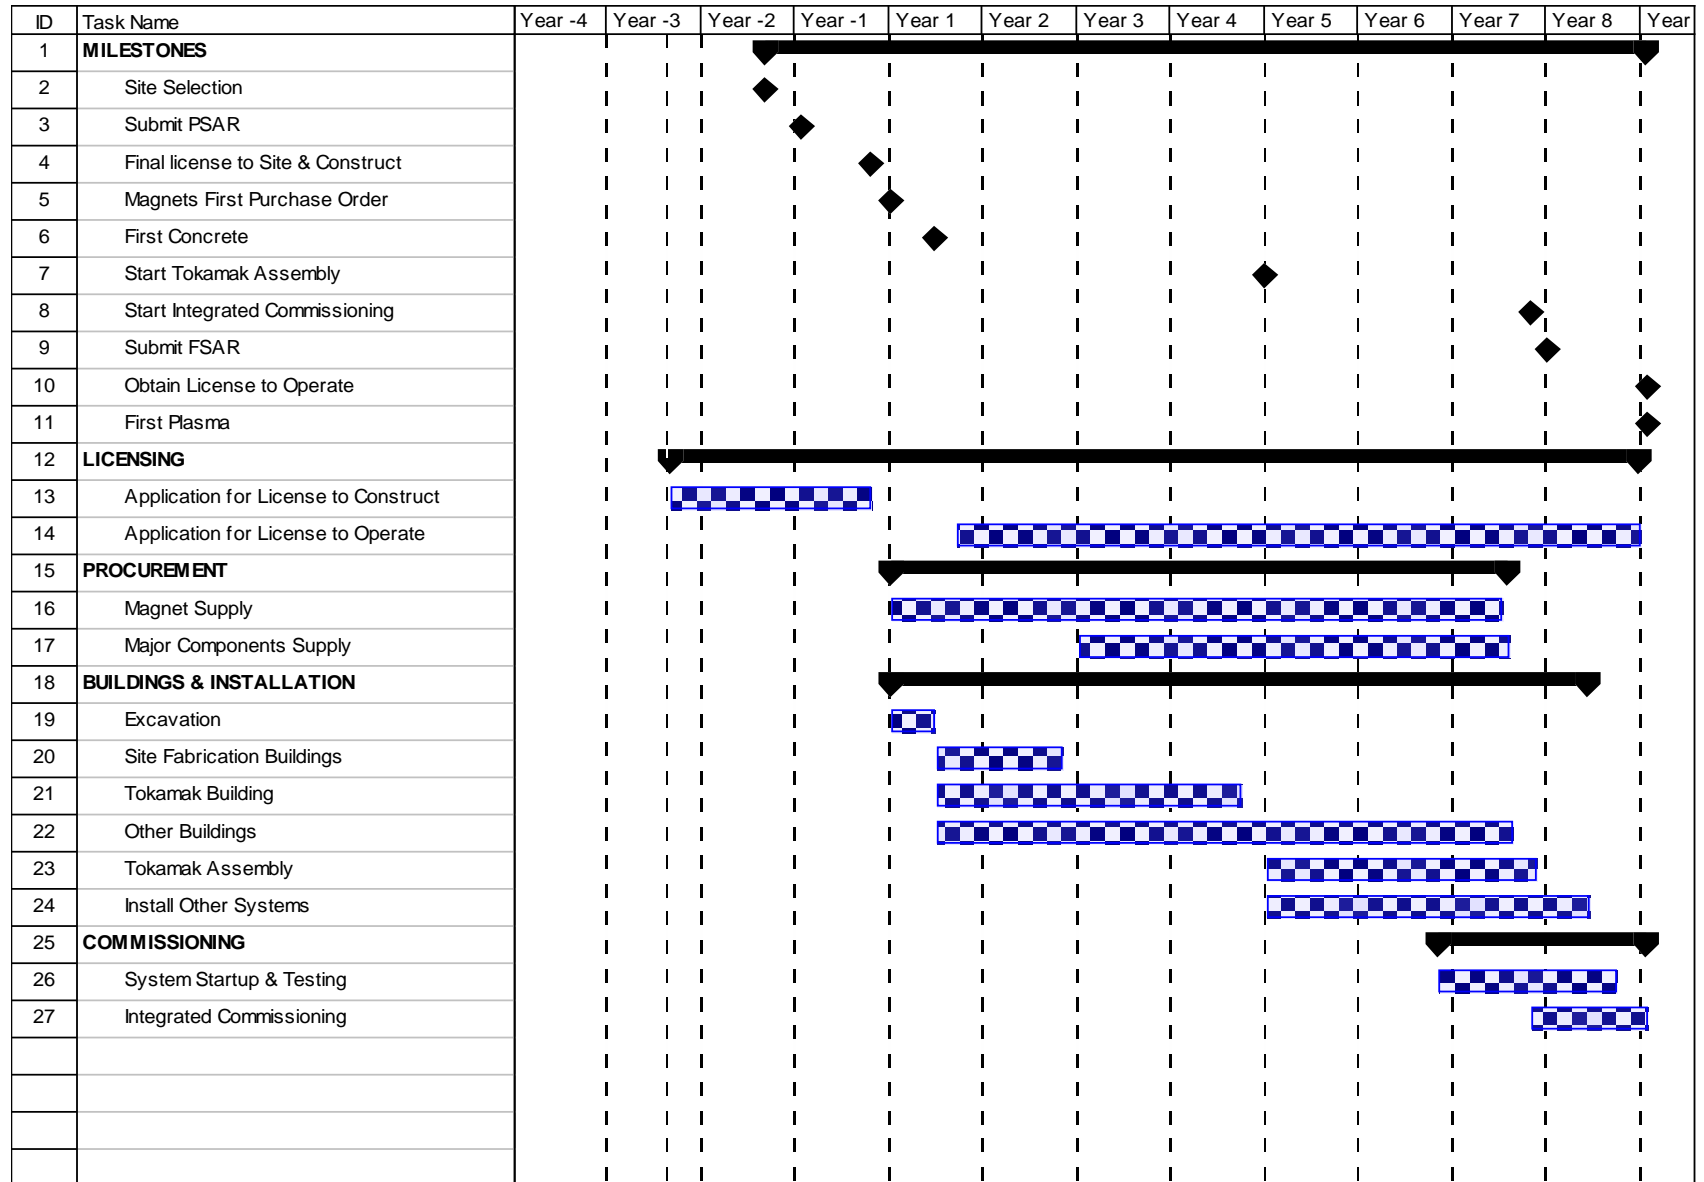 ID Task Name Year -4 Year -3 Year -2 Year -1 Year 1 Year 2 Year 3 Year 4 Year 5 Year 6 Year 7 Year 8 Year
1 MILESTONES
2 Site Selection
3 Submit PSAR
4 Final license to Site & Construct
5 Magnets First Purchase Order
6 First Concrete
7 Start Tokamak Assembly
8 Start Integrated Commissioning
9 Submit FSAR
10 Obtain License to Operate
11 First Plasma
12 LICENSING
13 Application for License to Construct
14 Application for License to Operate
15 PROCUREMENT
16 Magnet Supply
17 Major Components Supply
18 BUILDINGS & INSTALLATION
19 Excavation
20 Site Fabrication Buildings
21 Tokamak Building
22 Other Buildings
23 Tokamak Assembly
24 Install Other Systems
25 COMMISSIONING
26 System Startup & Testing
27 Integrated Commissioning